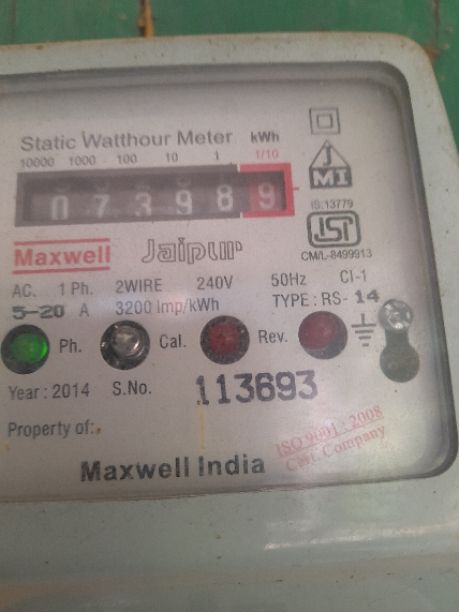 Static Watthour Meter kWh
10000 1000 100 10 1 1/10
0 7 3 9 8 9
J
MI
IS:13779
ISI
CM/L-8499913
Maxwell Jaipur
AC. 1 Ph. 2WIRE 240V 50Hz Cl-1
5-20 A 3200 Imp/kWh TYPE : RS- 14
Ph. Cal. Rev.
Year : 2014 S.No. 113693
Property of:
Maxwell India
ISO 9001 : 2008
Cert. Company